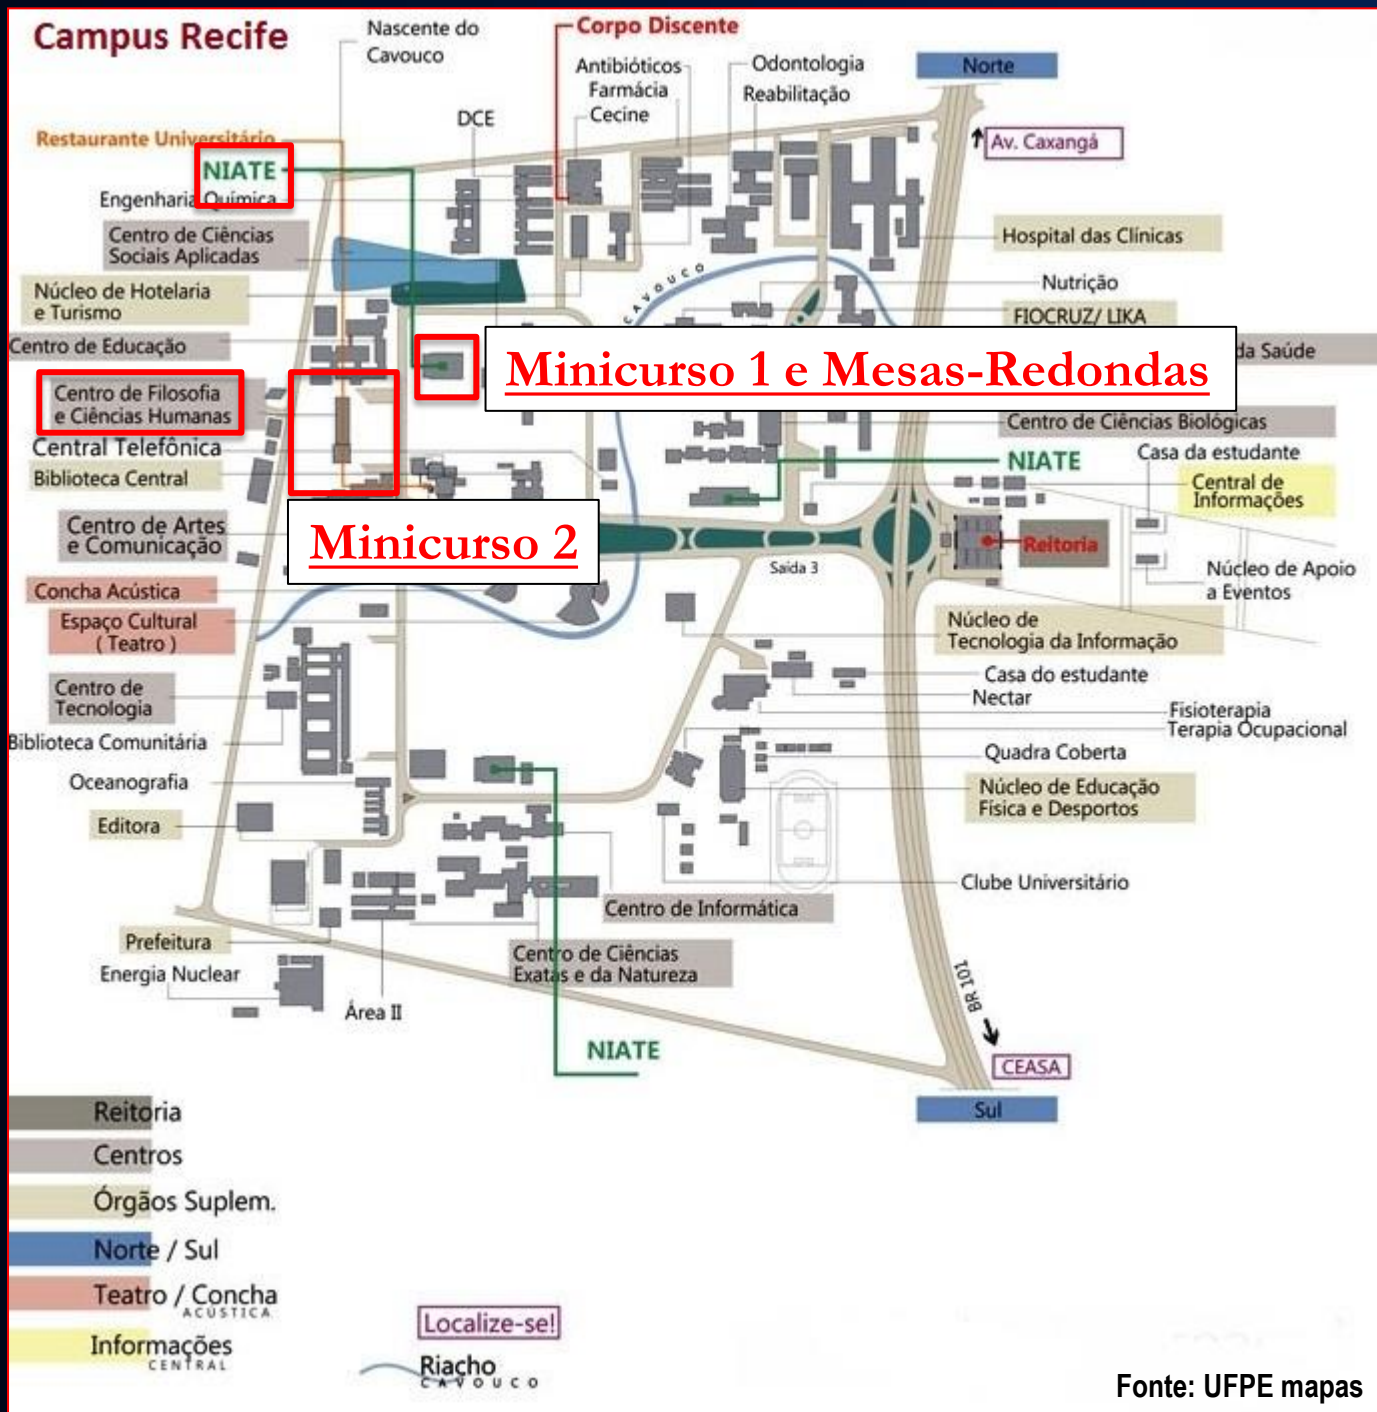 Campus Recife
Nascente do
Cavouco
Corpo Discente
Antibióticos
Farmácia
Cecine
Odontologia
Reabilitação
Norte
DCE
Av. Caxangá
Restaurante Universitário
NIATE
Engenharia Química
Centro de Ciências
Sociais Aplicadas
Hospital das Clínicas
CAVOUCO
Núcleo de Hotelaria
e Turismo
Nutrição
FIOCRUZ/ LIKA
Centro de Educação
Minicurso 1 e Mesas-Redondas
da Saúde
Centro de Filosofia
e Ciências Humanas
Centro de Ciências Biológicas
Central Telefônica
NIATE
Casa da estudante
Biblioteca Central
Central de
Informações
Centro de Artes
e Comunicação
Minicurso 2
Reitoria
Saída 3
Núcleo de Apoio
a Eventos
Concha Acústica
Espaço Cultural
( Teatro )
Núcleo de
Tecnologia da Informação
Centro de
Tecnologia
Casa do estudante
Nectar
Fisioterapia
Terapia Ocupacional
Biblioteca Comunitária
Quadra Coberta
Oceanografia
Núcleo de Educação
Física e Desportos
Editora
Clube Universitário
Centro de Informática
Prefeitura
Centro de Ciências
Exatas e da Natureza
Energia Nuclear
Área II
BR 101
NIATE
CEASA
Sul
Reitoria
Centros
Órgãos Suplem.
Norte / Sul
Teatro / Concha
ACÚSTICA
Informações
CENTRAL
Localize-se!
Riacho
CAVOUCO
Fonte: UFPE mapas